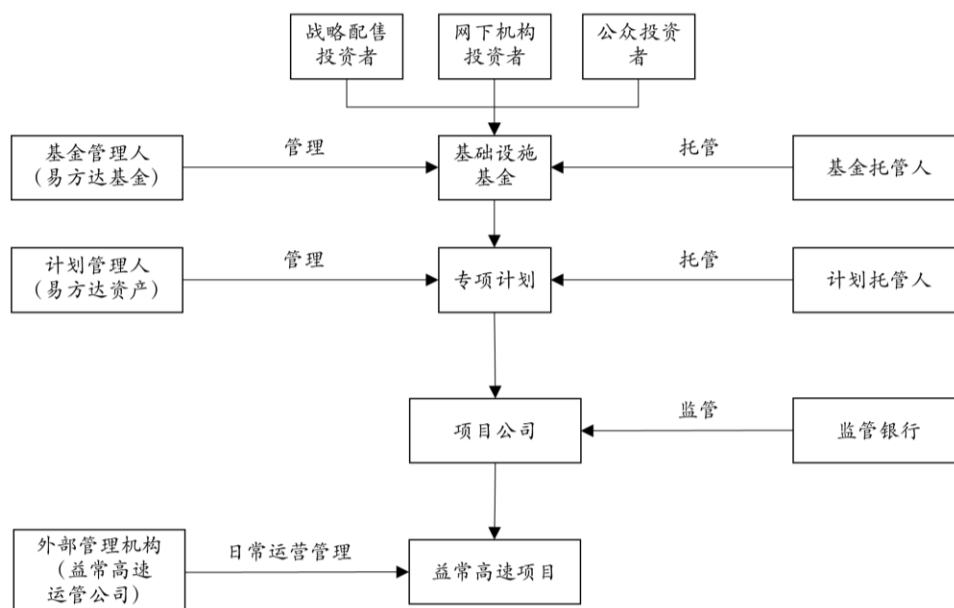 战略配售
投资者
网下机构
投资者
公众投资
者
基金管理人
（易方达基金）
管理
基础设施
基金
托管
基金托管人
计划管理人
（易方达资产）
管理
专项计划
托管
计划托管人
项目公司
监管
监管银行
外部管理机构
（益常高速
运管公司）
日常运营管理
益常高速项目